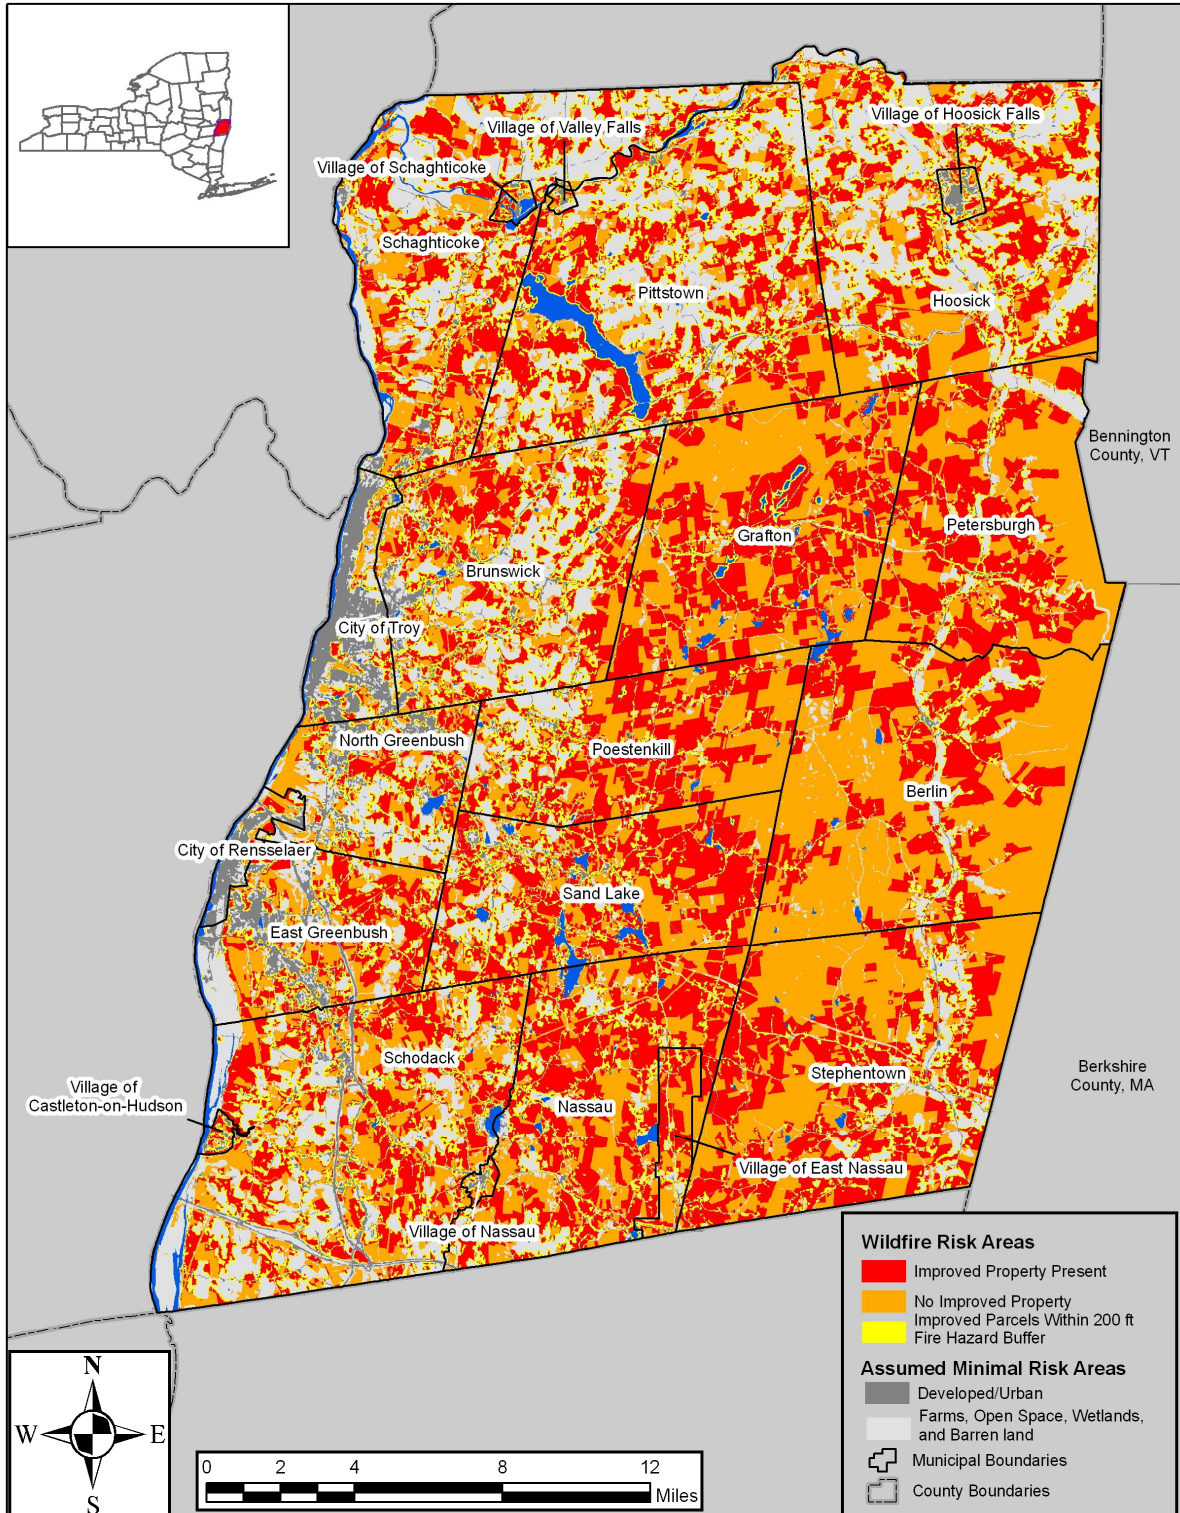 Village of Valley Falls
Village of Hoosick Falls
Village of Schaghticoke
Schaghticoke
Pittstown
Hoosick
Bennington
County, VT
Petersburgh
Grafton
Brunswick
City of Troy
North Greenbush
Poestenkill
Berlin
City of Rensselaer
Sand Lake
East Greenbush
Schodack
Stephentown
Berkshire
County, MA
Village of
Castleton-on-Hudson
Nassau
Village of East Nassau
Village of Nassau
Wildfire Risk Areas
Improved Property Present
No Improved Property
Improved Parcels Within 200 ft
Fire Hazard Buffer
Assumed Minimal Risk Areas
Developed/Urban
Farms, Open Space, Wetlands,
and Barren land
Municipal Boundaries
County Boundaries
N
W E
S
0 2 4 8 12
Miles